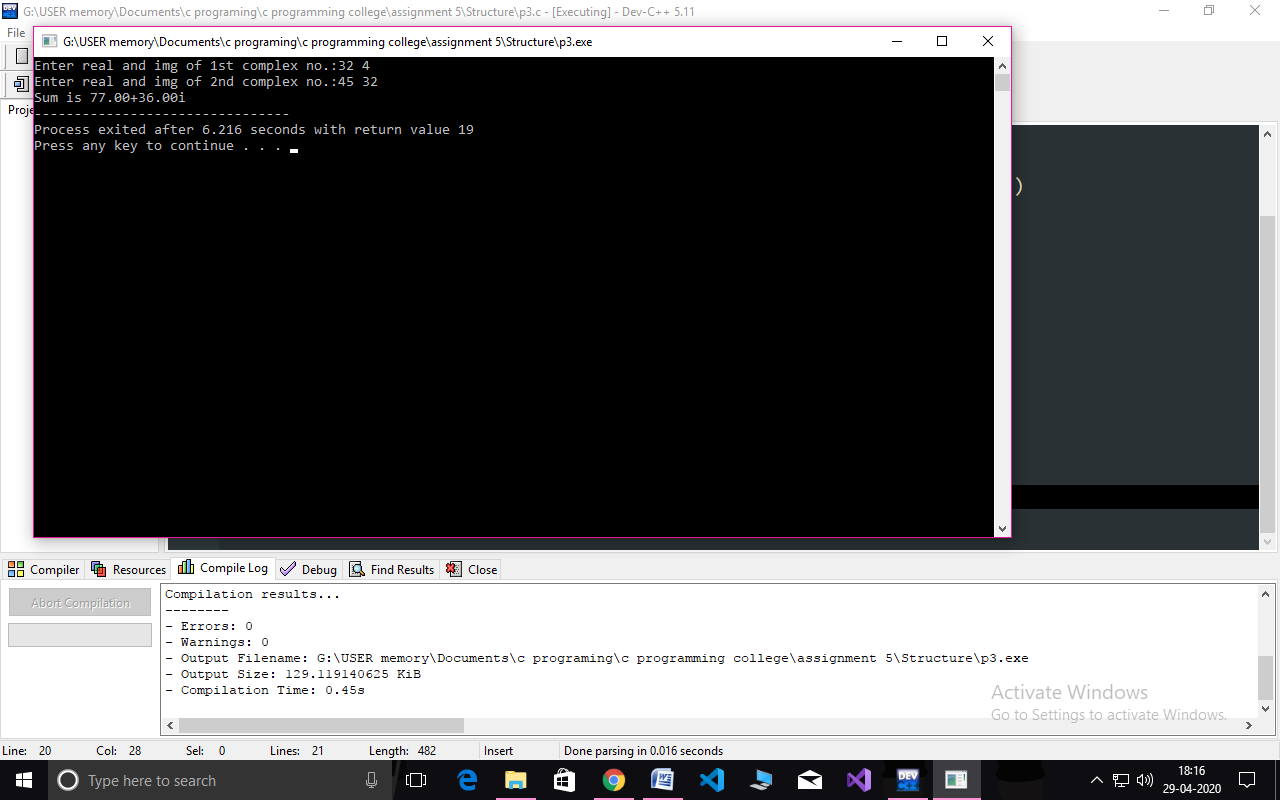 G:\USER memory\Documents\c programing\c programming college\assignment 5\Structure\p3.c - [Executing] - Dev-C++ 5.11
File
G:\USER memory\Documents\c programing\c programming college\assignment 5\Structure\p3.exe
Enter real and img of 1st complex no.:32 4
Enter real and img of 2nd complex no.:45 32
Sum is 77.00+36.00i
--------------------------------
Process exited after 6.216 seconds with return value 19
Press any key to continue . . .
Proje
)
Compiler Resources Compile Log Debug Find Results Close
Abort Compilation
Compilation results...
--------
- Errors: 0
- Warnings: 0
- Output Filename: G:\USER memory\Documents\c programing\c programming college\assignment 5\Structure\p3.exe
- Output Size: 129.119140625 KiB
- Compilation Time: 0.45s
Activate Windows
Go to Settings to activate Windows.
Line: 20 Col: 28 Sel: 0 Lines: 21 Length: 482 Insert Done parsing in 0.016 seconds
Type here to search
18:16
29-04-2020